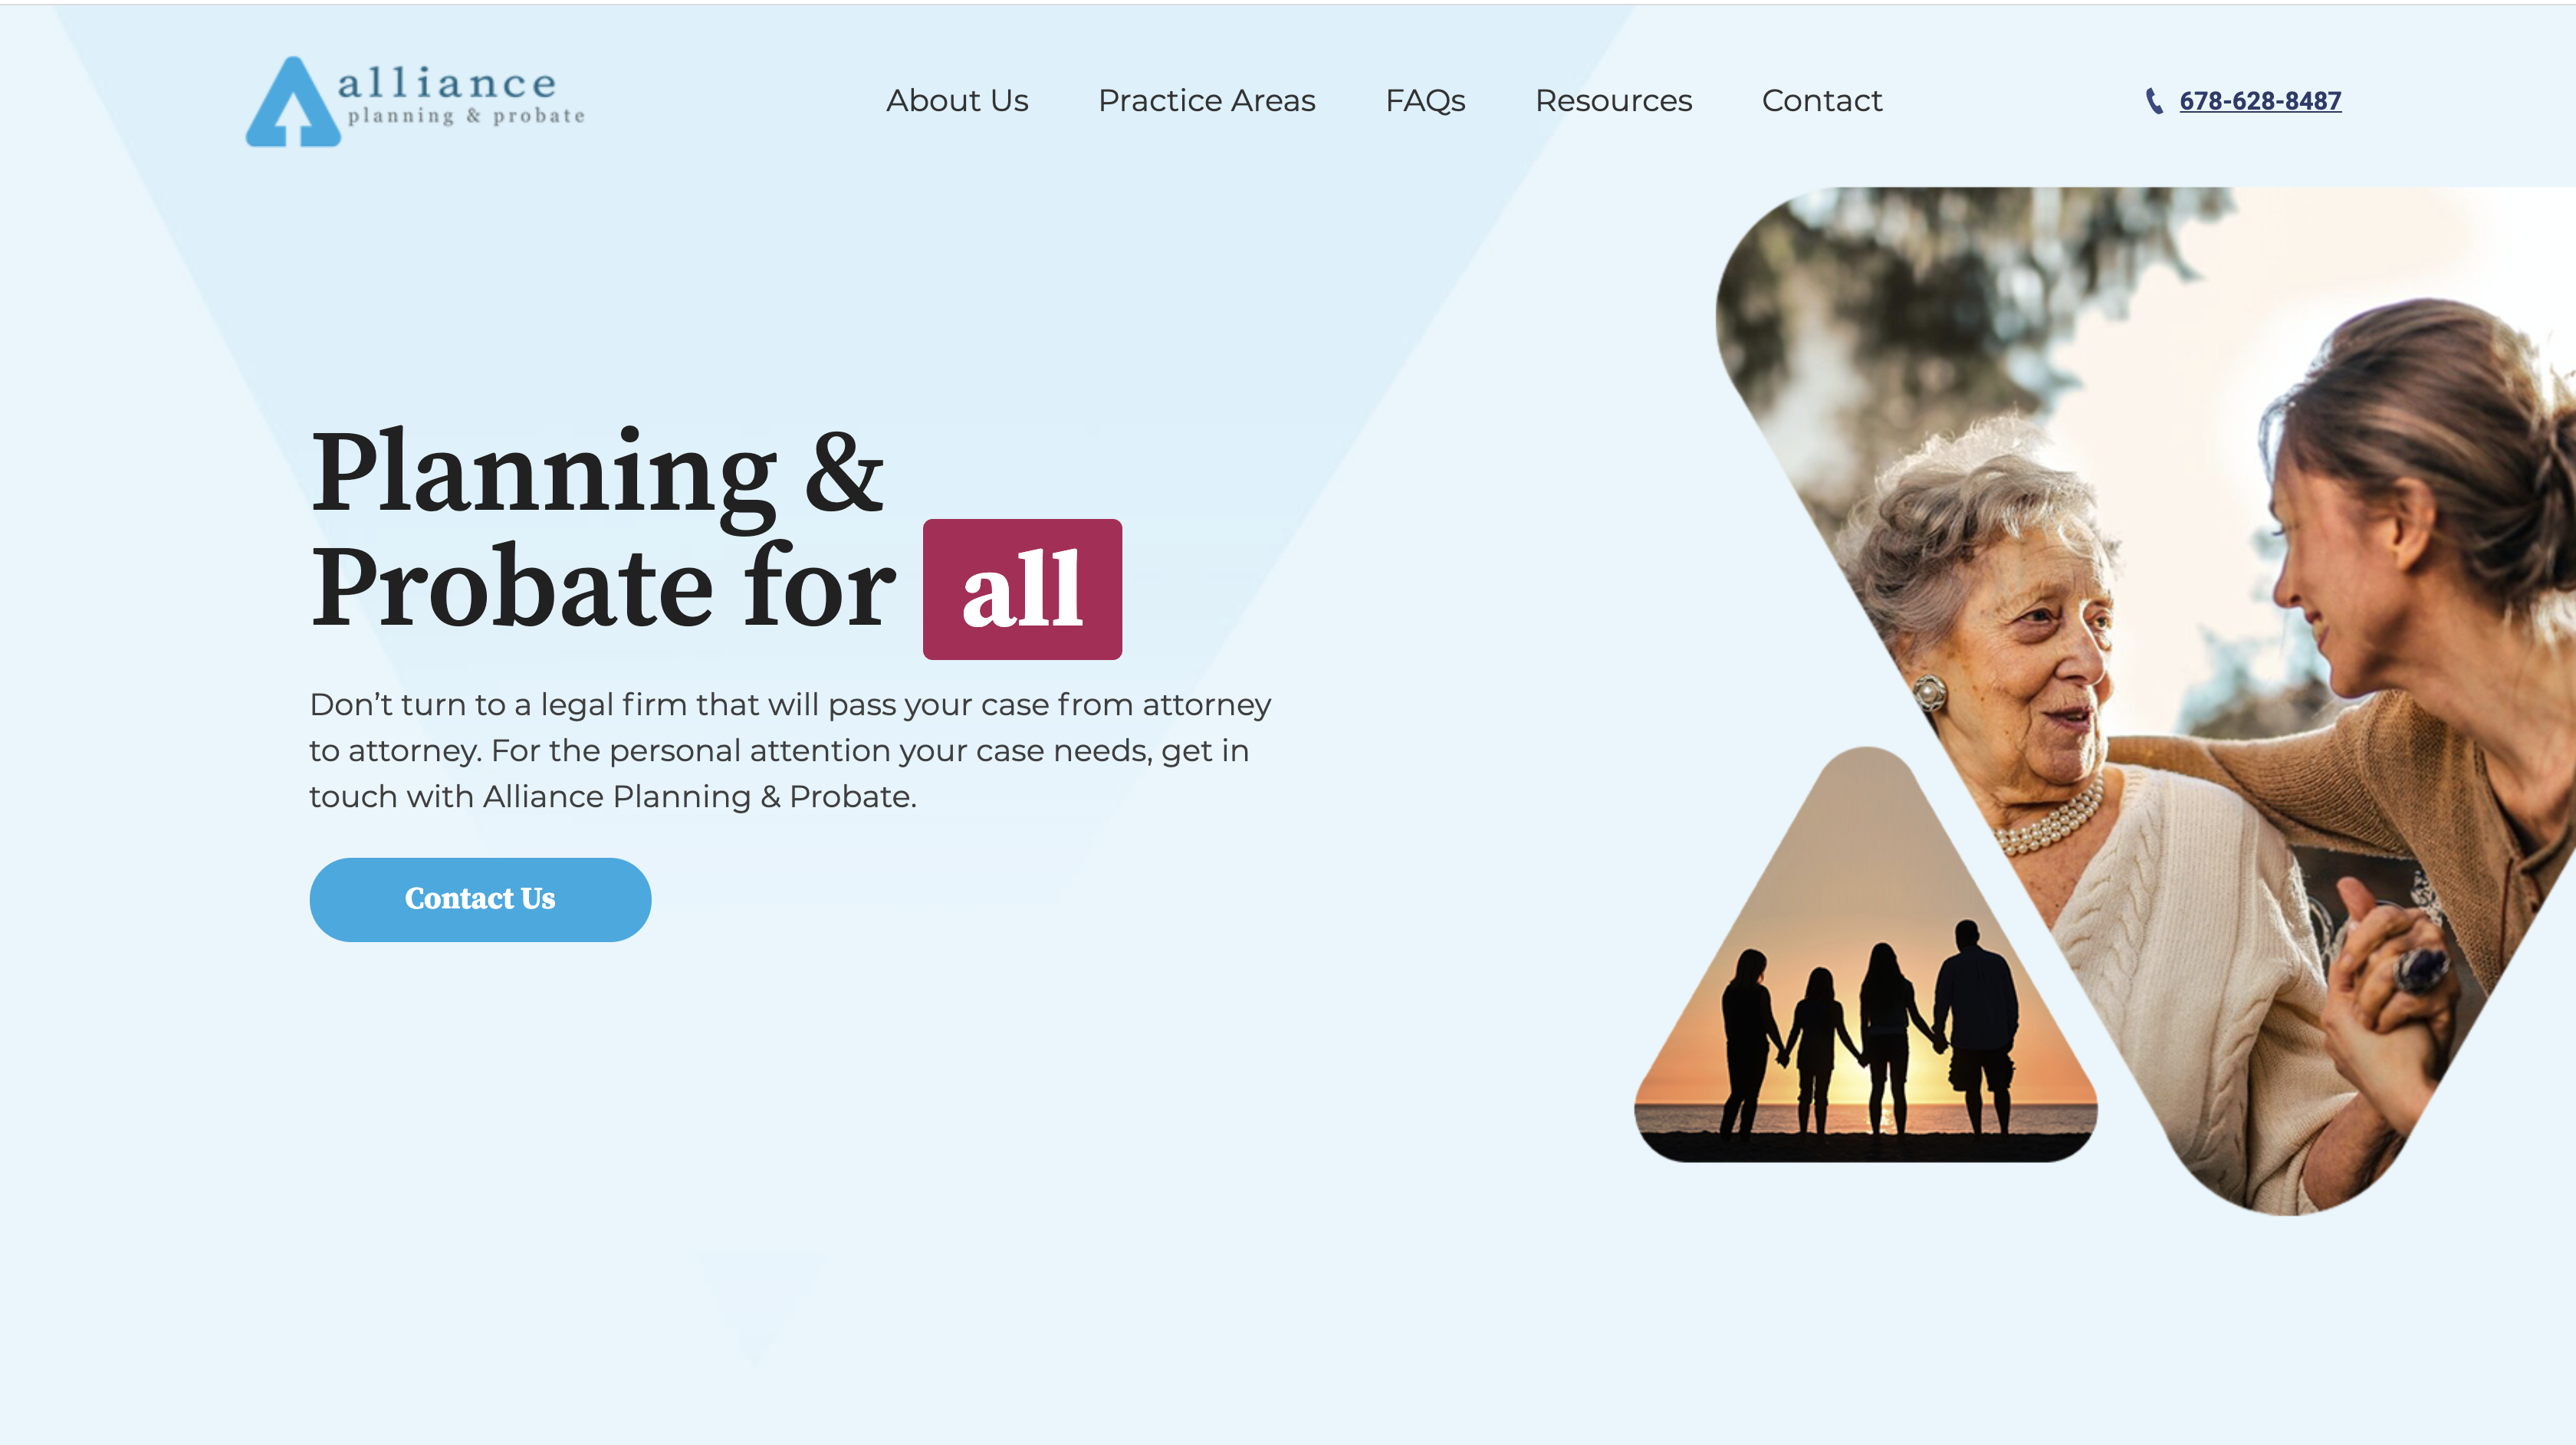 alliance
planning & probate
About Us
Practice Areas
FAQs
Resources
Contact
678-628-8487
Planning &
Probate for all
Don’t turn to a legal firm that will pass your case from attorney
to attorney. For the personal attention your case needs, get in
touch with Alliance Planning & Probate.
Contact Us